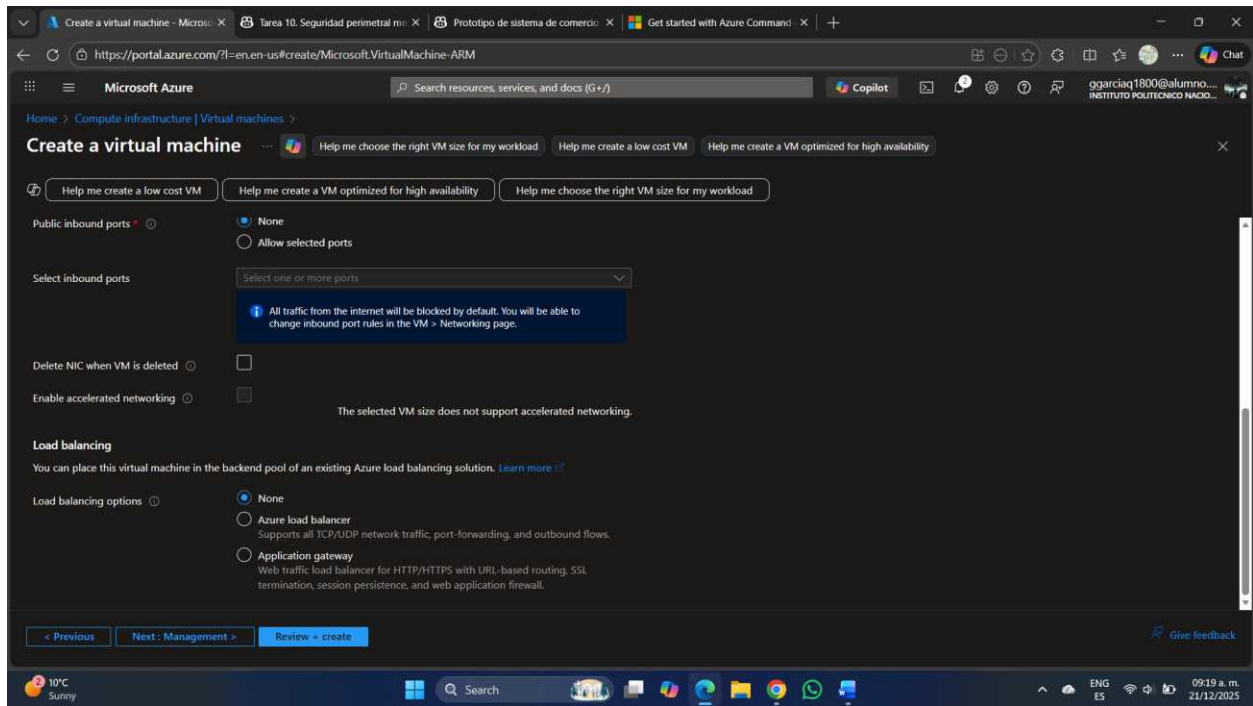 Create a virtual machine - Microso
Tarea 10. Seguridad perimetral me
Prototipo de sistema de comercio
Get started with Azure Command-
https://portal.azure.com/?l=en.en-us#create/Microsoft.VirtualMachine-ARM
Chat
Microsoft Azure
Search resources, services, and docs (G+/)
Copilot
2
ggarciaq1800@alumno....
INSTITUTO POLITECNICO NACIO...
Home > Compute infrastructure | Virtual machines >
Create a virtual machine ...
Help me choose the right VM size for my workload
Help me create a low cost VM
Help me create a VM optimized for high availability
Help me create a low cost VM
Help me create a VM optimized for high availability
Help me choose the right VM size for my workload
Public inbound ports *
None
Allow selected ports
Select inbound ports
Select one or more ports
All traffic from the internet will be blocked by default. You will be able to
change inbound port rules in the VM > Networking page.
Delete NIC when VM is deleted
Enable accelerated networking
The selected VM size does not support accelerated networking.
Load balancing
You can place this virtual machine in the backend pool of an existing Azure load balancing solution. Learn more
Load balancing options
None
Azure load balancer
Supports all TCP/UDP network traffic, port-forwarding, and outbound flows.
Application gateway
Web traffic load balancer for HTTP/HTTPS with URL-based routing, SSL
termination, session persistence, and web application firewall.
< Previous
Next : Management >
Review + create
Give feedback
2
10°C
Sunny
Search
ENG
ES
09:19 a. m.
21/12/2025